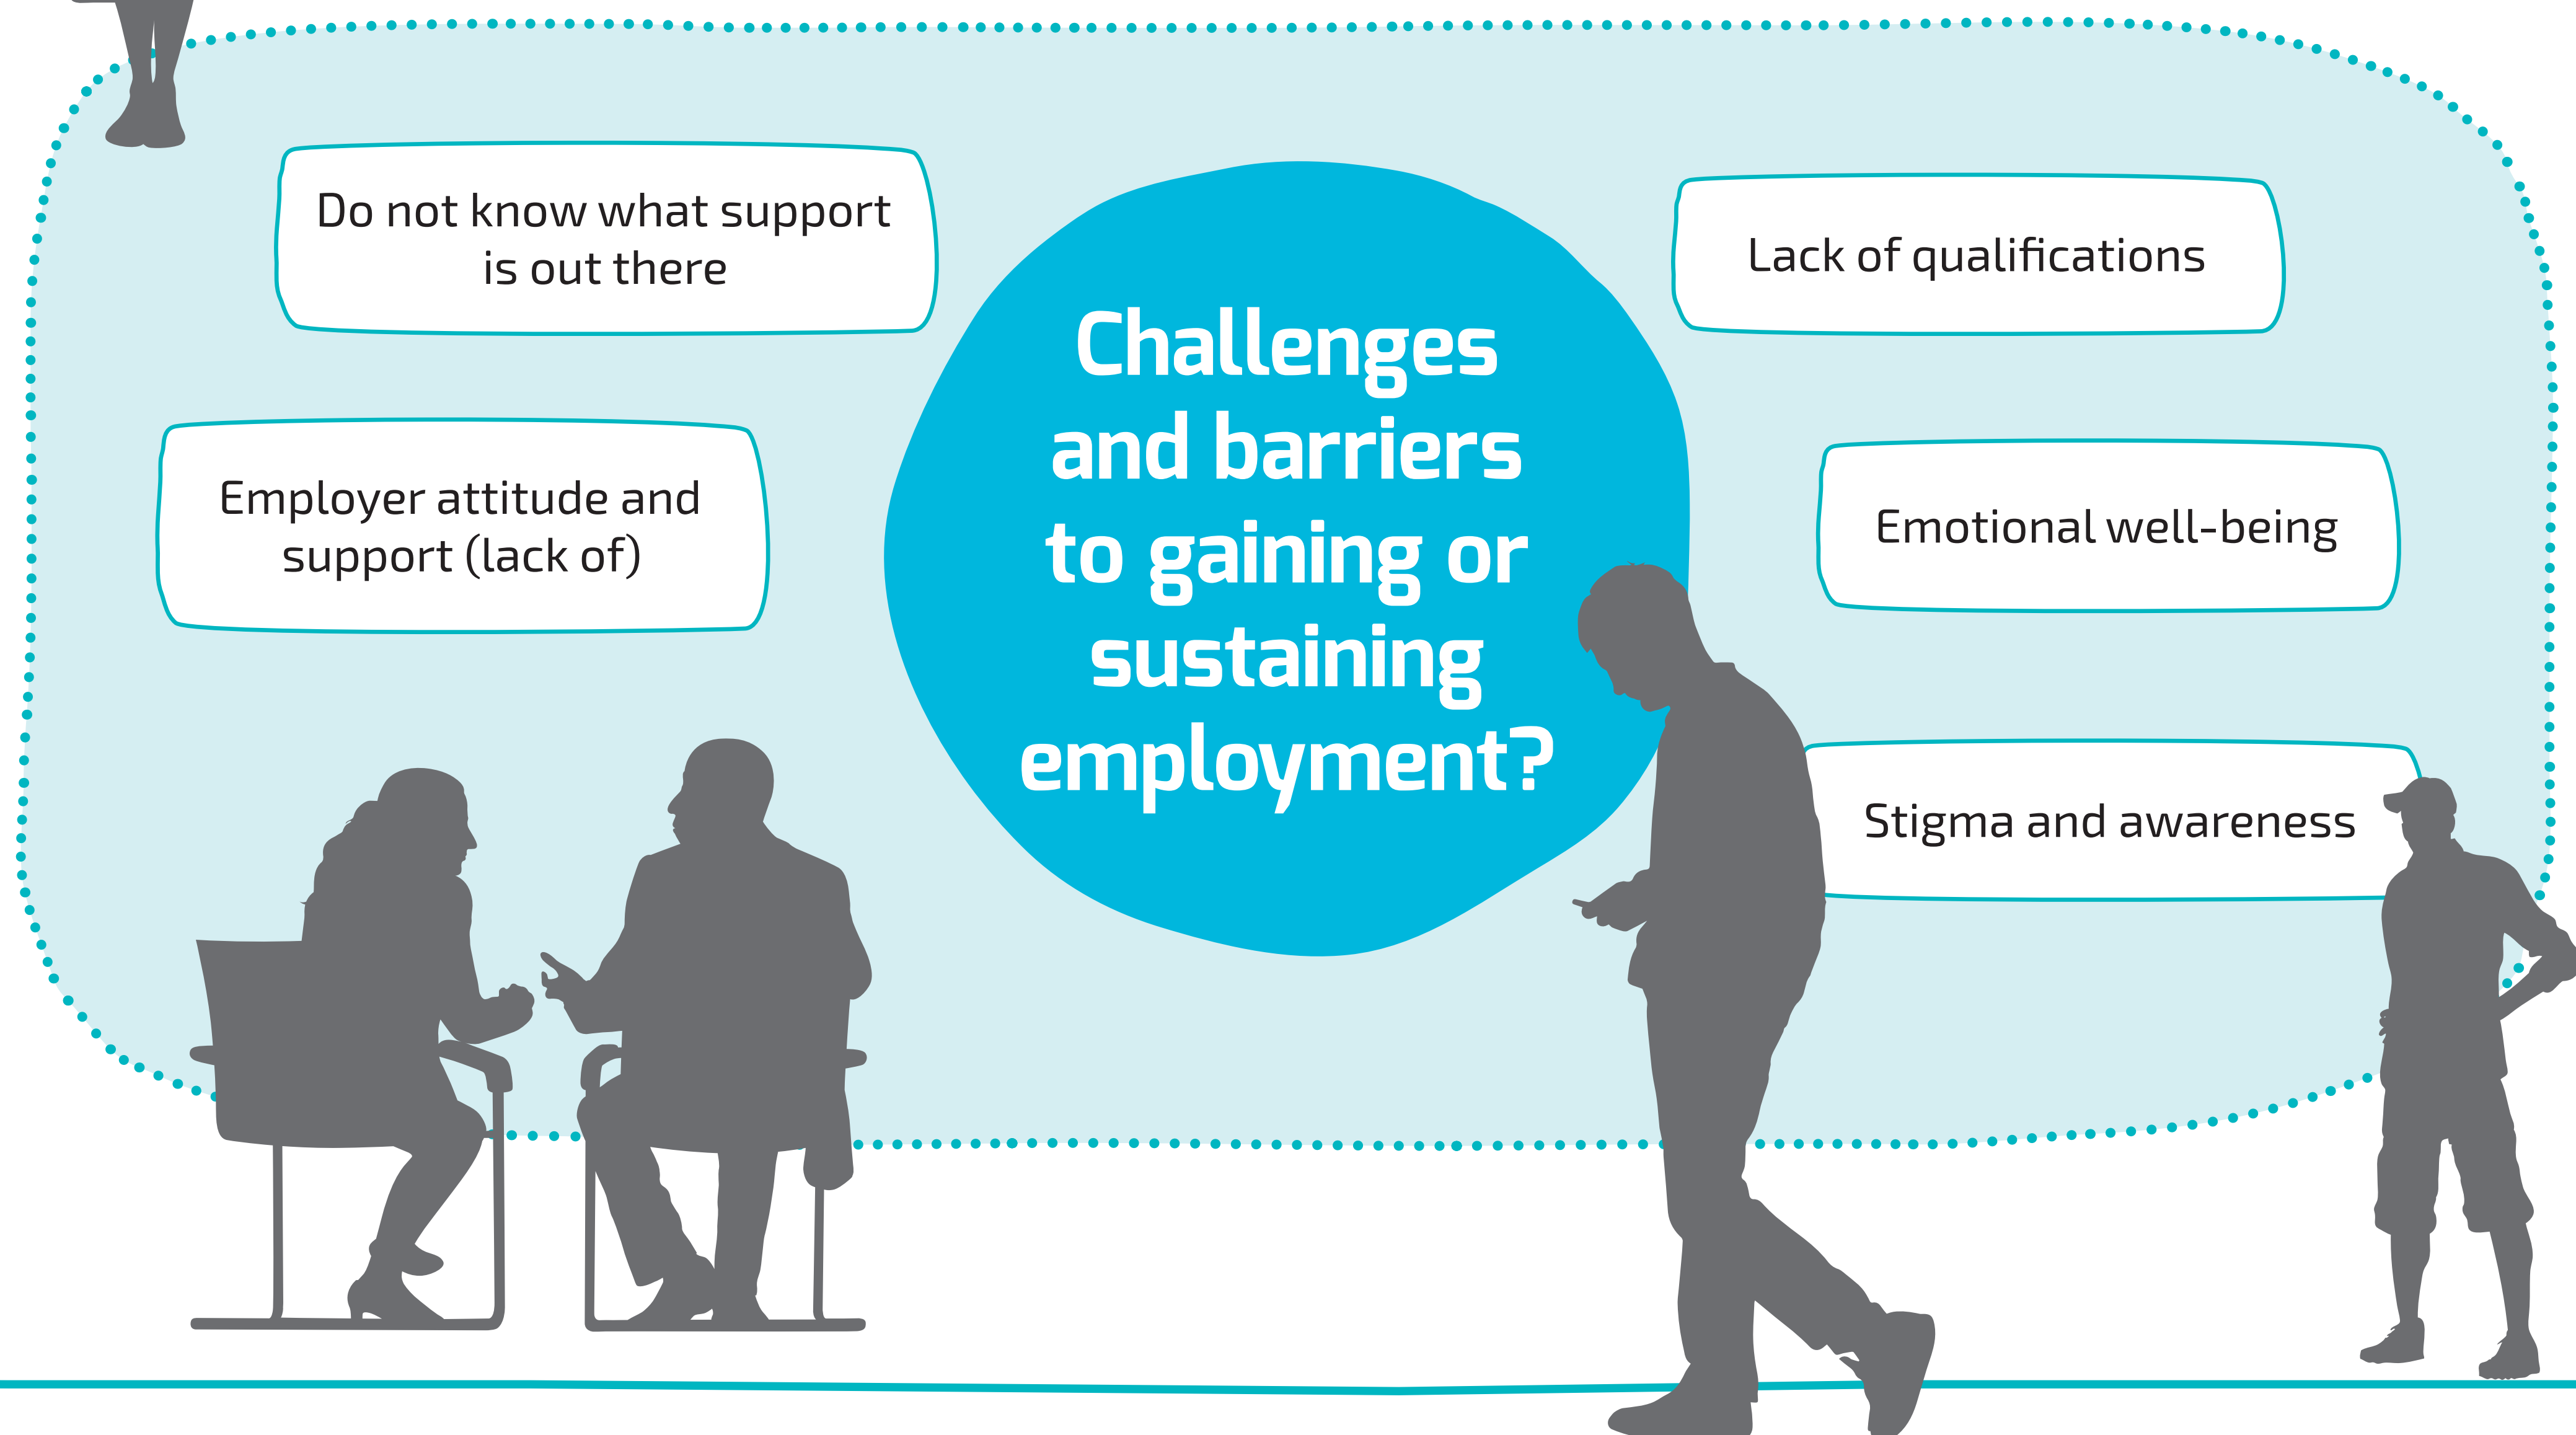 Do not know what support
is out there
Employer attitude and
support (lack of)
Challenges
and barriers
to gaining or
sustaining
employment?
Lack of qualifications
Emotional well-being
Stigma and awareness